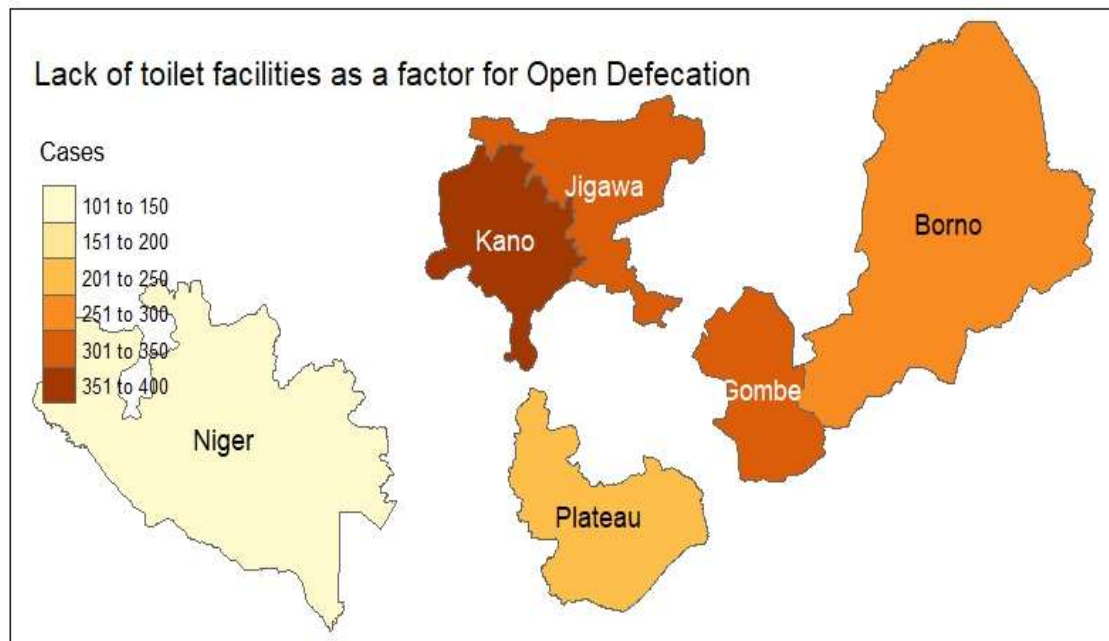 Lack of toilet facilities as a factor for Open Defecation
Cases
101 to 150
151 to 200
201 to 250
251 to 300
301 to 350
351 to 400
Jigawa
Kano
Borno
Gombe
Niger
Plateau